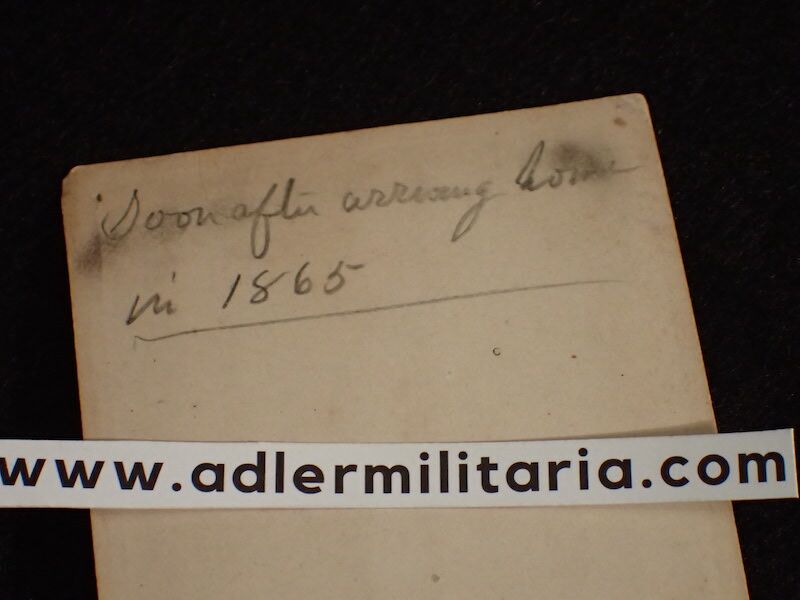 Soon after arriving home
in 1865
www.adlermilitaria.com